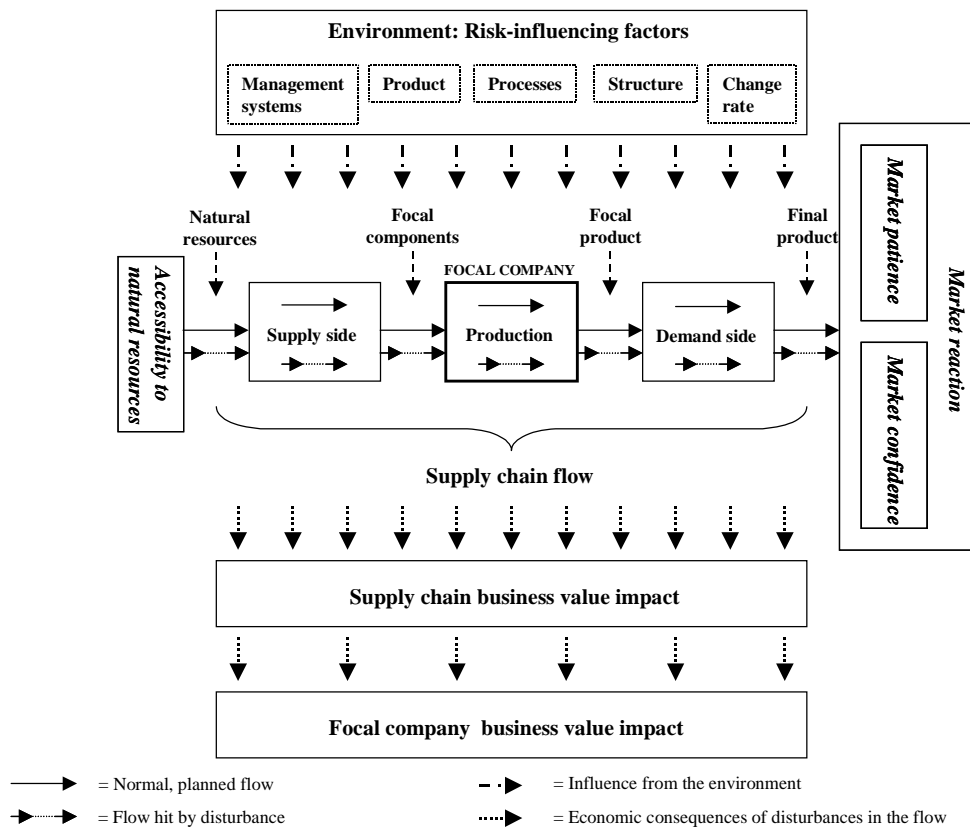 Environment: Risk-influencing factors
Management
systems
Product
Processes
Structure
Change
rate
Natural
resources
Focal
components
Focal
product
Final
product
Accessibility to
natural resources
FOCAL COMPANY
Supply side
Production
Demand side
Market patience
Market confidence
Market reaction
Supply chain flow
Supply chain business value impact
Focal company business value impact
= Normal, planned flow
= Influence from the environment
= Flow hit by disturbance
= Economic consequences of disturbances in the flow